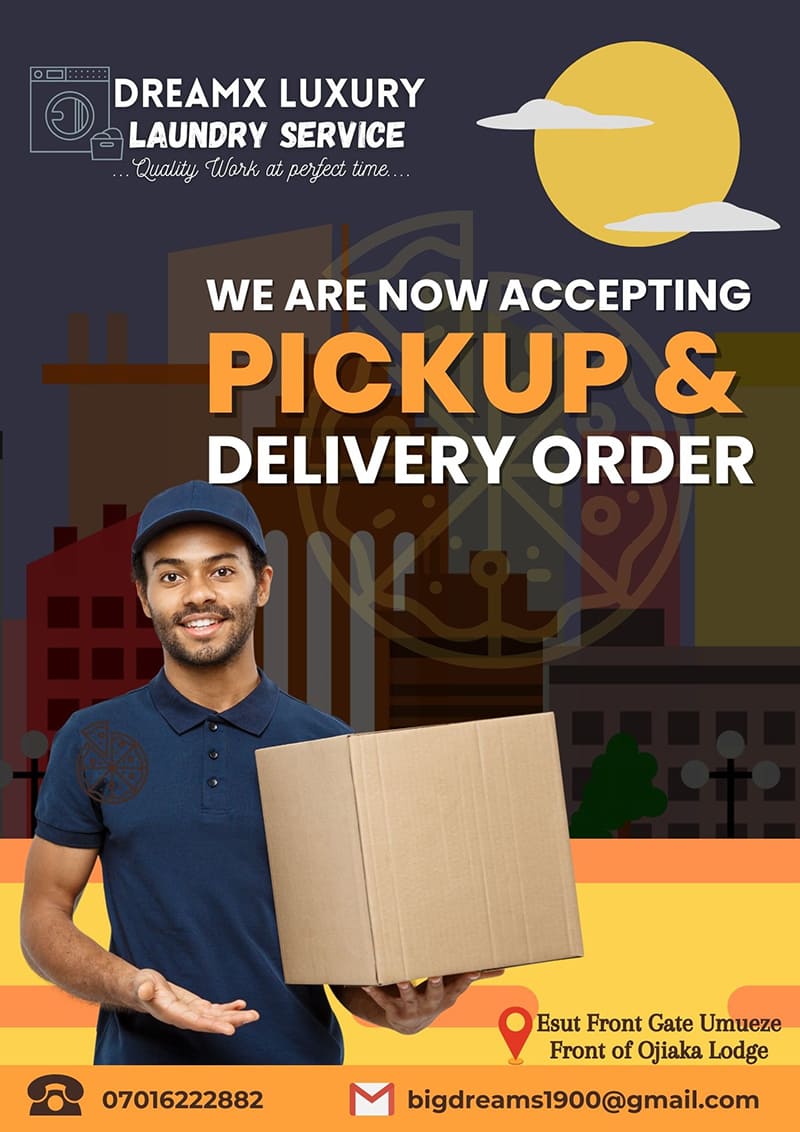 DREAMX LUXURY
LAUNDRY SERVICE
...Quality Work at perfect time....
WE ARE NOW ACCEPTING
PICKUP &
DELIVERY ORDER
Esut Front Gate Umueze
Front of Ojiaka Lodge
07016222882
bigdreams1900@gmail.com